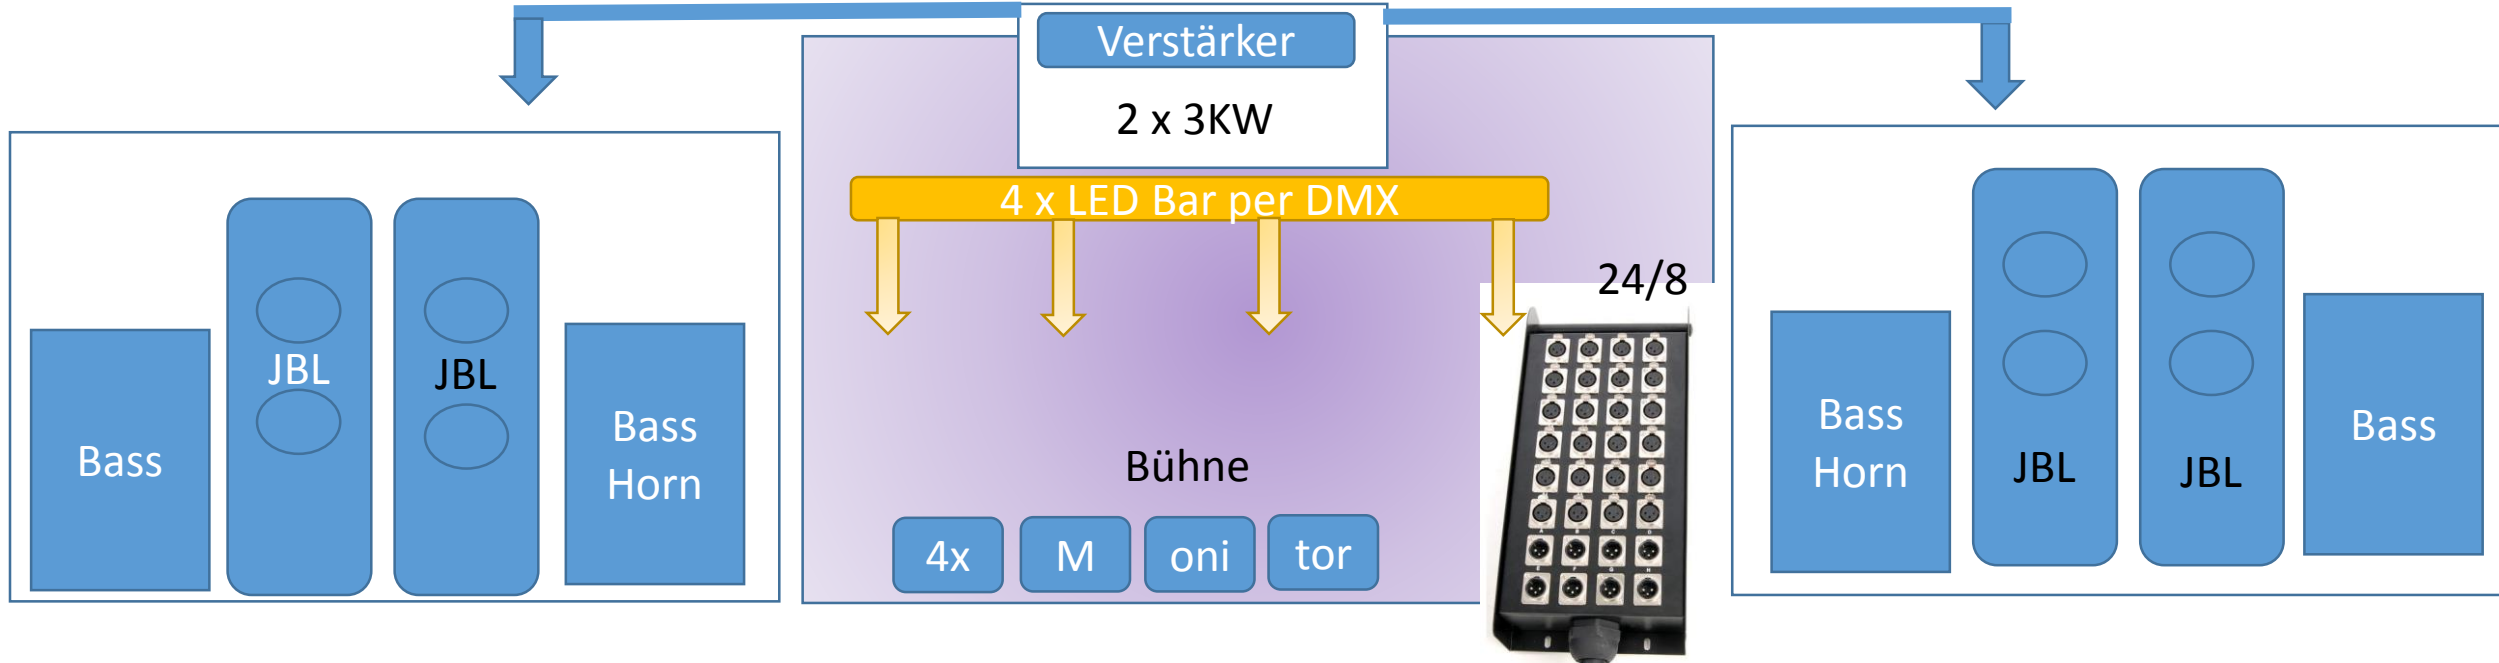 Verstärker
2 x 3KW
4 x LED Bar per DMX
24/8
JBL
JBL
Bass
Bass
Horn
Bühne
4x
M
oni
tor
Bass
Horn
JBL
JBL
Bass